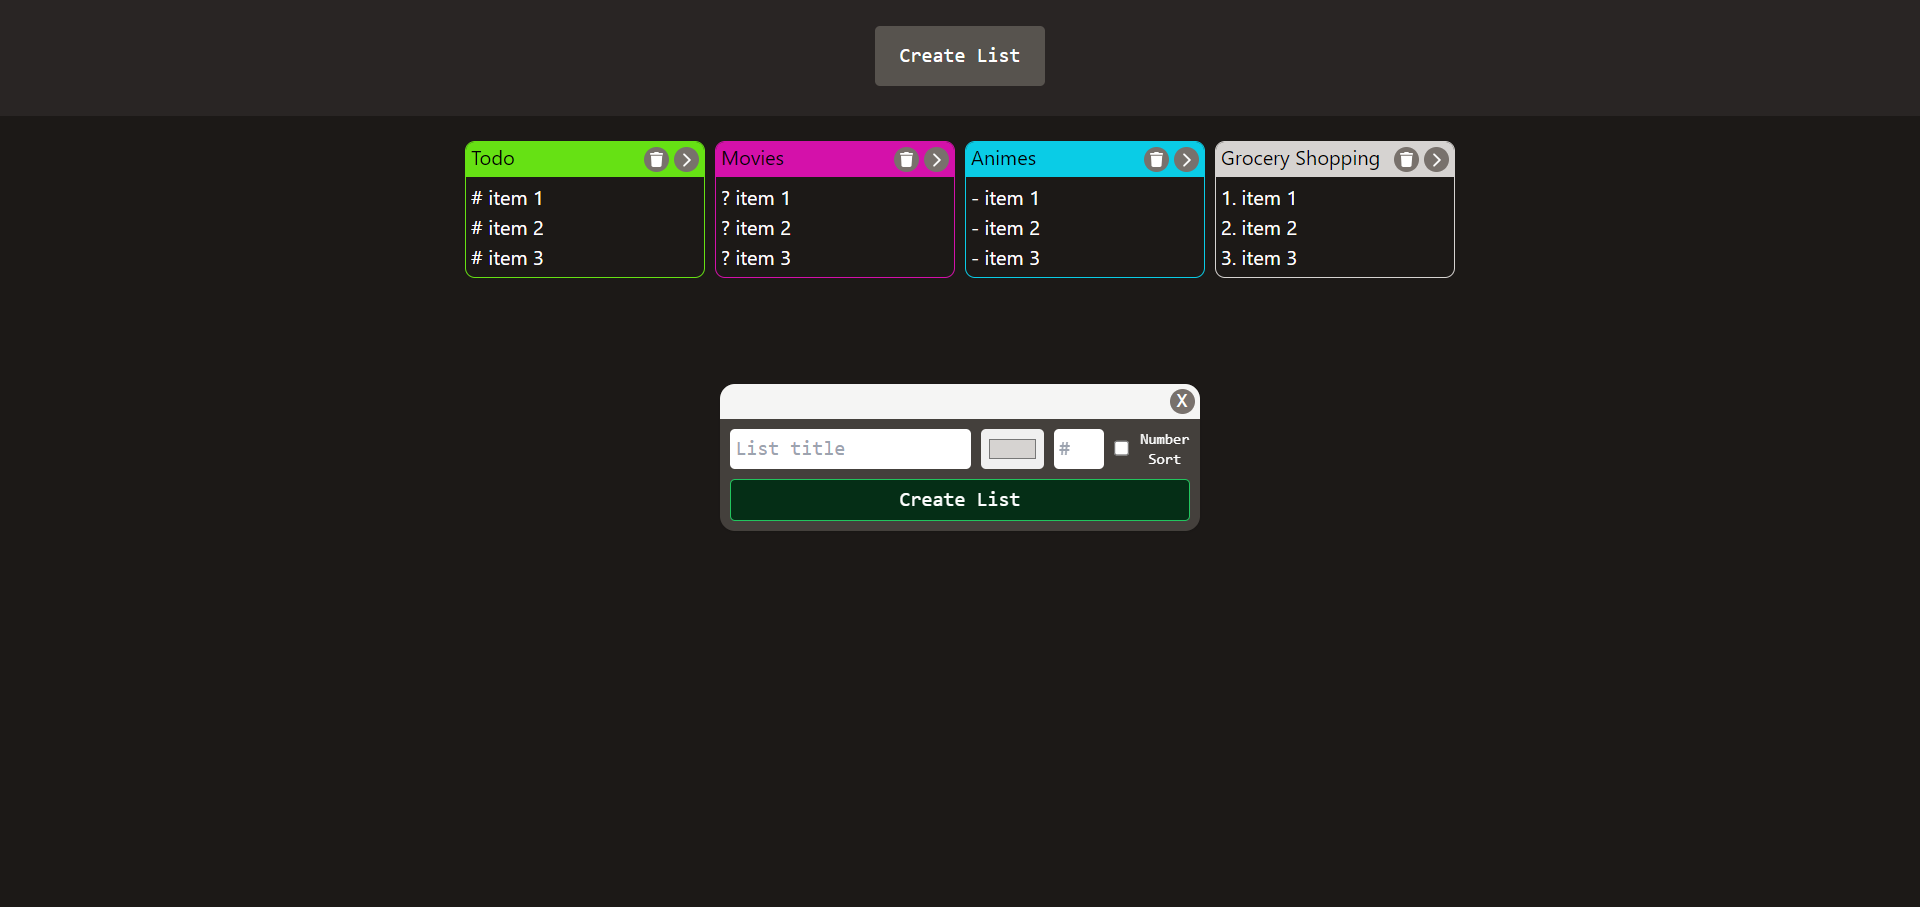 Create List
Todo
# item 1
# item 2
# item 3
Movies
? item 1
? item 2
? item 3
Animes
- item 1
- item 2
- item 3
Grocery Shopping
1. item 1
2. item 2
3. item 3
X
List title
#
Number
Sort
Create List